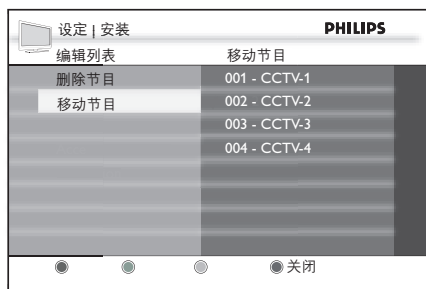 设定 | 安装 PHILIPS
编辑列表 移动节目
删除节目 001 - CCTV-1
移动节目 002 - CCTV-2
003 - CCTV-3
004 - CCTV-4
关闭